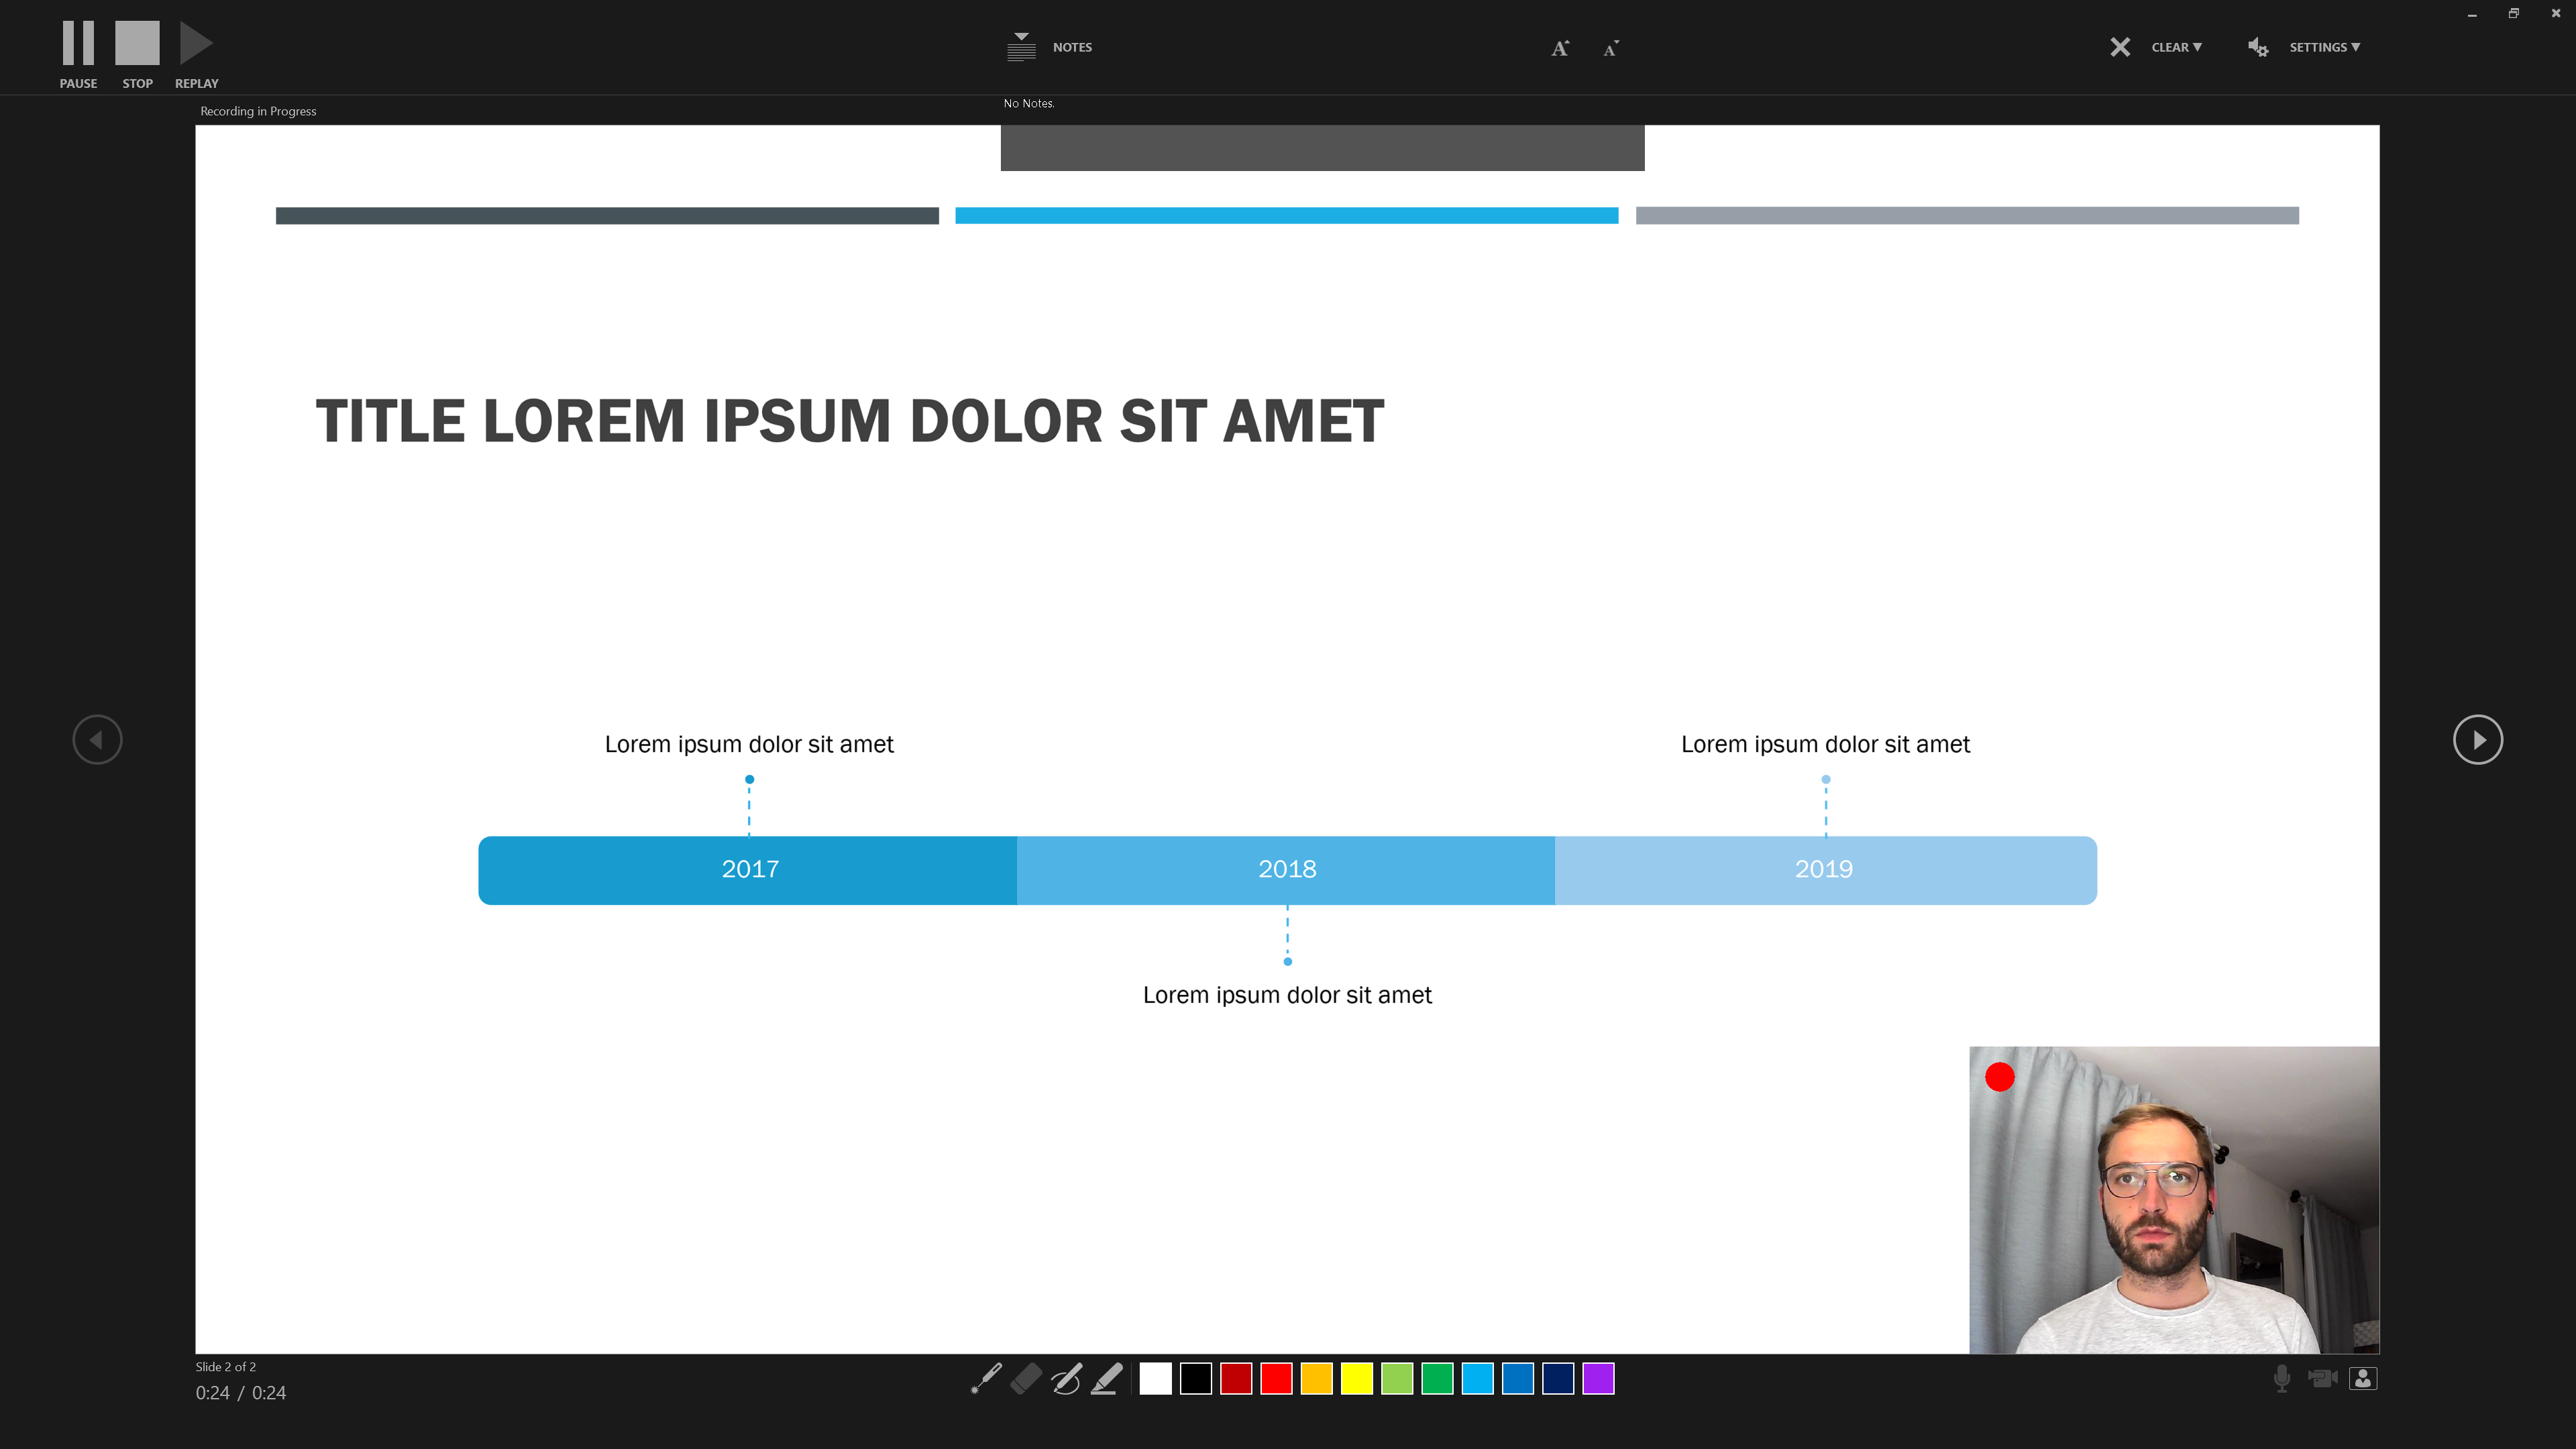 PAUSE STOP REPLAY
NOTES
A A
CLEAR
SETTINGS
Recording in Progress
No Notes.
TITLE LOREM IPSUM DOLOR SIT AMET
Lorem ipsum dolor sit amet
Lorem ipsum dolor sit amet
2017 2018 2019
Lorem ipsum dolor sit amet
Slide 2 of 2
0:24 / 0:24